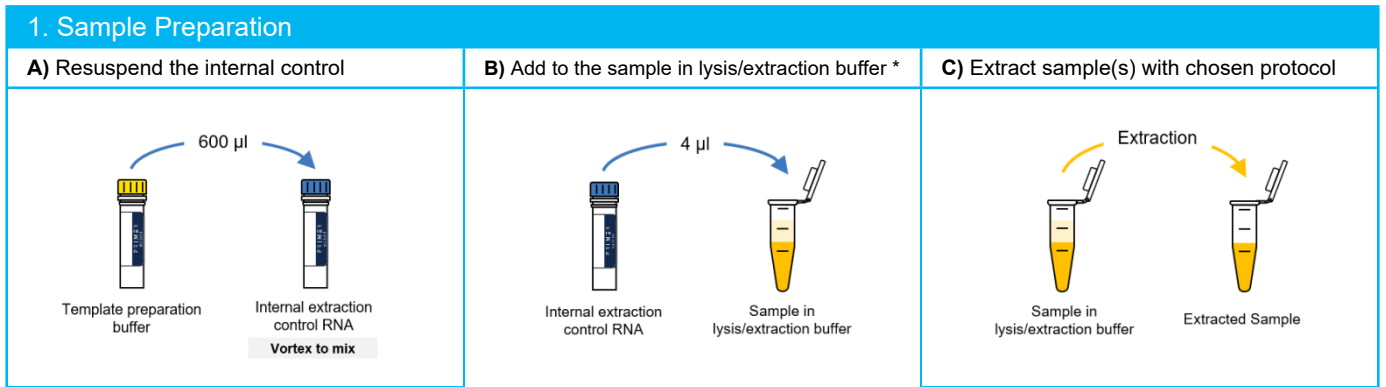 1. Sample Preparation
A) Resuspend the internal control
B) Add to the sample in lysis/extraction buffer *
C) Extract sample(s) with chosen protocol
600 µl
Template preparation
buffer
Internal extraction
control RNA
Vortex to mix
4 µl
Internal extraction
control RNA
Sample in
lysis/extraction buffer
Extraction
Sample in
lysis/extraction buffer
Extracted Sample